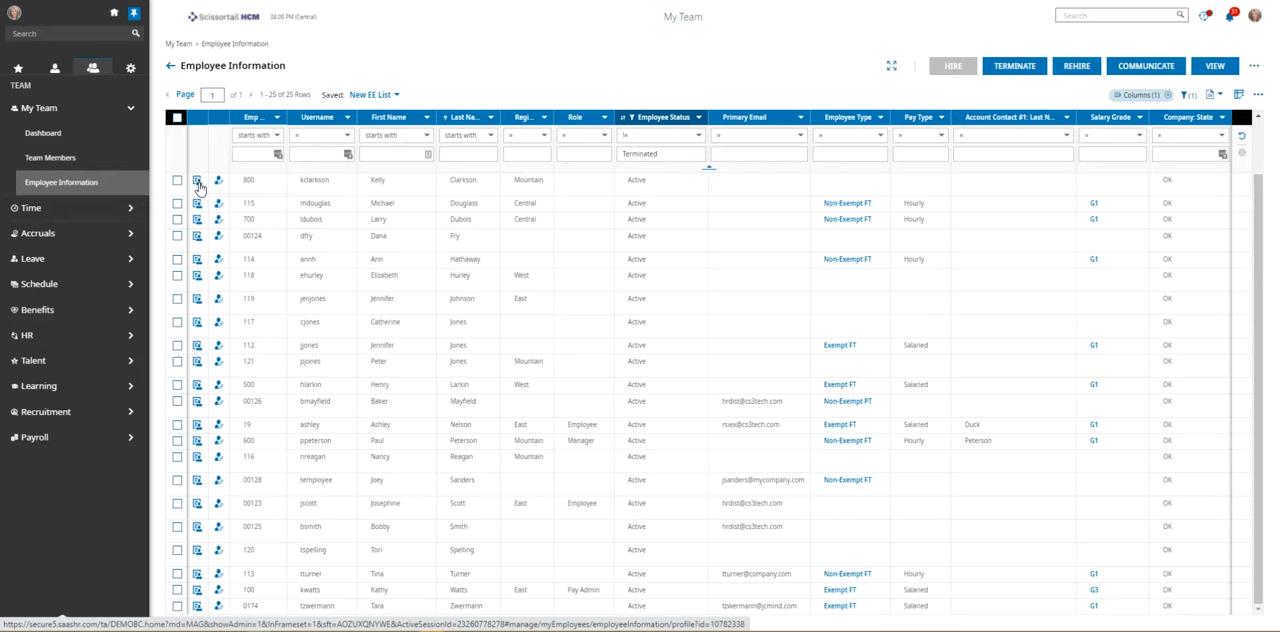 Scissortail HCM
04:00 PM (Central)
My Team
Search
31
Search
My Team > Employee Information
Employee Information
HIRE
TERMINATE
REHIRE
COMMUNICATE
VIEW
TEAM
My Team
Dashboard
Team Members
Employee Information
Time
Accruals
Leave
Schedule
Benefits
HR
Talent
Learning
Recruitment
Payroll
Page 1 of 1 1 - 25 of 25 Rows Saved: New EE List
Columns (1) (1)
Emp ... Username First Name Last Na... Regi... Role Employee Status Primary Email Employee Type Pay Type Account Contact #1: Last N... Salary Grade Company: State
starts with = starts with starts with = = != = = = = = =
Terminated
800 kclarkson Kelly Clarkson Mountain Active OK
115 mdouglas Michael Douglass Central Active Non-Exempt FT Hourly G1 OK
700 ldubois Larry Dubois Central Active Non-Exempt FT Hourly G1 OK
00124 dfry Dana Fry Active OK
114 annh Ann Hathaway Active Non-Exempt FT Hourly G1 OK
118 ehurley Elizabeth Hurley West Active OK
119 jenjones Jennifer Johnson East Active OK
117 cjones Catherine Jones Active OK
112 jjones Jennifer Jones Active Exempt FT Salaried G1 OK
121 pjones Peter Jones Mountain Active OK
500 hlarkin Henry Larkin West Active Exempt FT Salaried G1 OK
00126 bmayfield Baker Mayfield Active hrdist@cs3tech.com Non-Exempt PT OK
19 ashley Ashley Nelson East Employee Active rsiex@cs3tech.com Exempt FT Salaried Duck G1 OK
600 ppeterson Paul Peterson Mountain Manager Active Non-Exempt FT Hourly Peterson G1 OK
116 nreagan Nancy Reagan Mountain Active OK
00128 temployee Joey Sanders Active jsanders@mycompany.com Non-Exempt FT OK
00123 jscott Josephine Scott East Employee Active hrdist@cs3tech.com OK
00125 bsmith Bobby Smith Active hrdist@cs3tech.com OK
120 tspelling Tori Spelling Active OK
113 tturner Tina Turner Active tturner@company.com Non-Exempt FT Hourly G1 OK
100 kwatts Kathy Watts East Pay Admin Active Exempt FT Salaried G3 OK
0174 tzwermann Tara Zwermann Active tzwermann@jcmind.com Exempt FT Salaried G1 OK
https://secure5.saashr.com/ta/DEMOBC.home?rnd=MAG&showAdmin=1&InFrameset=1&sft=AOZUXQNYWE&ActiveSessionId=23260778278#manage/myEmployees/employeeInformation/profile?id=10782338